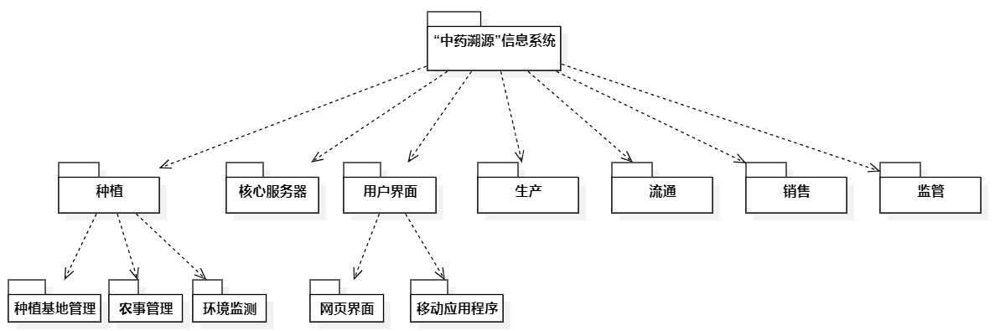 “中药溯源”信息系统
种植
核心服务器
用户界面
生产
流通
销售
监管
种植基地管理
农事管理
环境监测
网页界面
移动应用程序